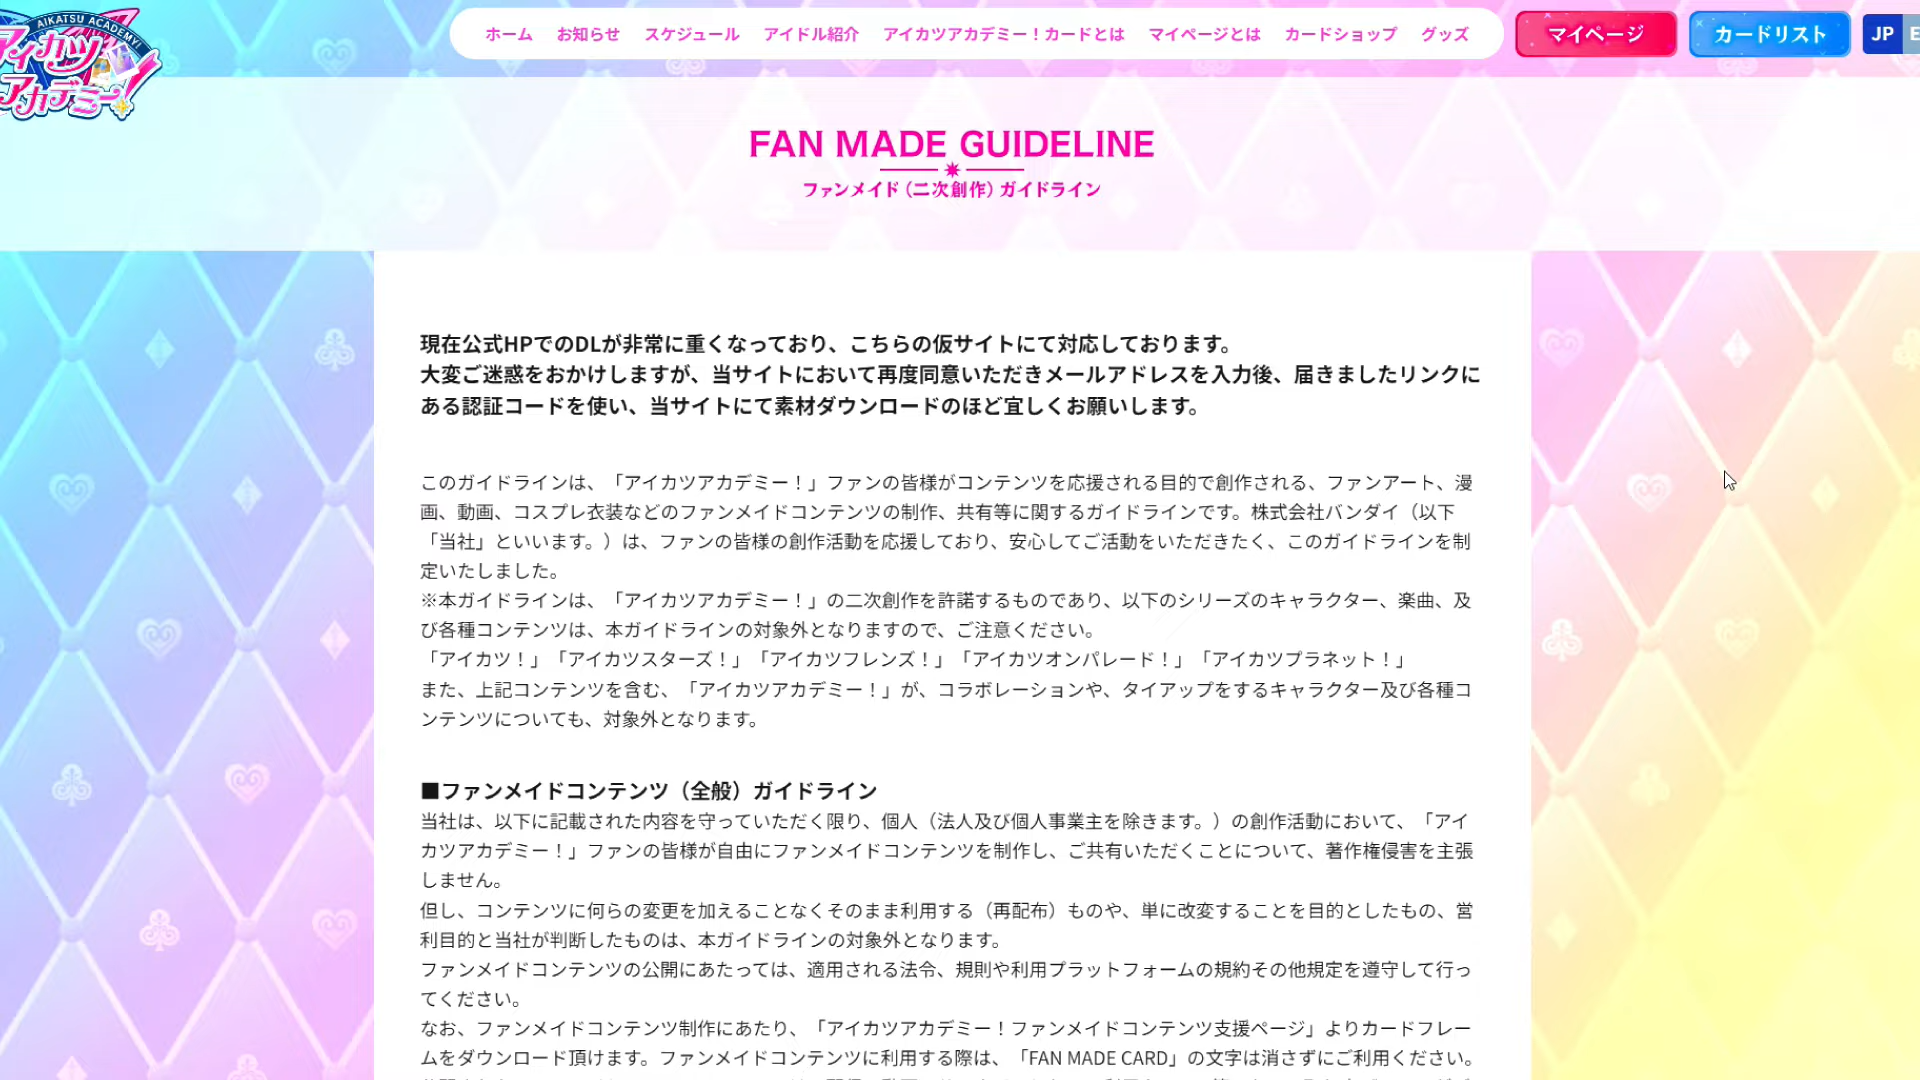 AIKATSU ACADEMY!
アイカツ
アカデミー!
ホーム お知らせ スケジュール アイドル紹介 アイカツアカデミー！カードとは マイページとは カードショップ グッズ
マイページ
カードリスト
JP
FAN MADE GUIDELINE
ファンメイド（二次創作）ガイドライン
現在公式HPでのDLが非常に重くなっており、こちらの仮サイトにて対応しております。
大変ご迷惑をおかけしますが、当サイトにおいて再度同意いただきメールアドレスを入力後、届きましたリンクに
ある認証コードを使い、当サイトにて素材ダウンロードのほど宜しくお願いします。
このガイドラインは、「アイカツアカデミー！」ファンの皆様がコンテンツを応援される目的で創作される、ファンアート、漫
画、動画、コスプレ衣装などのファンメイドコンテンツの制作、共有等に関するガイドラインです。株式会社バンダイ（以下
「当社」といいます。）は、ファンの皆様の創作活動を応援しており、安心してご活動をいただきたく、このガイドラインを制
定いたしました。
※本ガイドラインは、「アイカツアカデミー！」の二次創作を許諾するものであり、以下のシリーズのキャラクター、楽曲、及
び各種コンテンツは、本ガイドラインの対象外となりますので、ご注意ください。
「アイカツ！」「アイカツスターズ！」「アイカツフレンズ！」「アイカツオンパレード！」「アイカツプラネット！」
また、上記コンテンツを含む、「アイカツアカデミー！」が、コラボレーションや、タイアップをするキャラクター及び各種コ
ンテンツについても、対象外となります。
■ファンメイドコンテンツ（全般）ガイドライン
当社は、以下に記載された内容を守っていただく限り、個人（法人及び個人事業主を除きます。）の創作活動において、「アイ
カツアカデミー！」ファンの皆様が自由にファンメイドコンテンツを制作し、ご共有いただくことについて、著作権侵害を主張
しません。
但し、コンテンツに何らの変更を加えることなくそのまま利用する（再配布）ものや、単に改変することを目的としたもの、営
利目的と当社が判断したものは、本ガイドラインの対象外となります。
ファンメイドコンテンツの公開にあたっては、適用される法令、規則や利用プラットフォームの規約その他規定を遵守して行っ
てください。
なお、ファンメイドコンテンツ制作にあたり、「アイカツアカデミー！ファンメイドコンテンツ支援ページ」よりカードフレー
ムをダウンロード頂けます。ファンメイドコンテンツに利用する際は、「FAN MADE CARD」の文字は消さずにご利用ください。